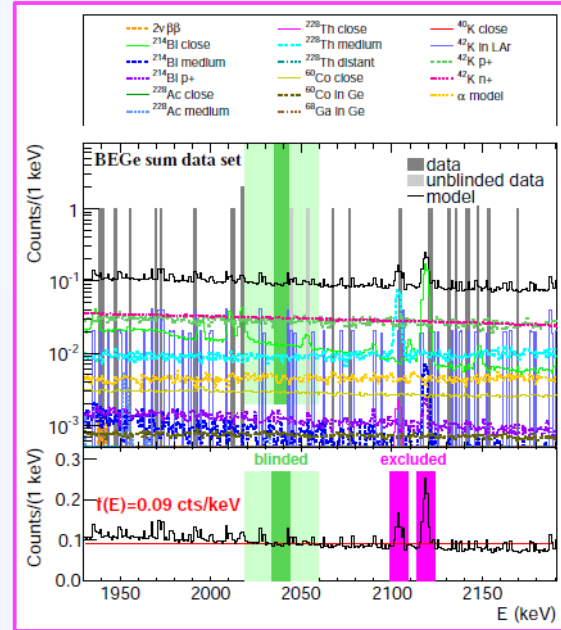 2νββ
²¹⁴Bi close
²¹⁴Bi medium
²¹⁴Bi p+
²²⁸Ac close
²²⁸Ac medium
²²⁸Th close
²²⁸Th medium
²²⁸Th distant
⁶⁰Co close
⁶⁰Co in Ge
⁶⁸Ga in Ge
⁴⁰K close
⁴²K in LAr
⁴²K p+
⁴²K n+
α model
BEGe sum data set
data
unblinded data
model
Counts/(1 keV)
1
10⁻¹
10⁻²
10⁻³
blinded
excluded
f(E)=0.09 cts/keV
Counts/(1 keV)
0.3
0.2
0.1
0.0
1950 2000 2050 2100 2150
E (keV)